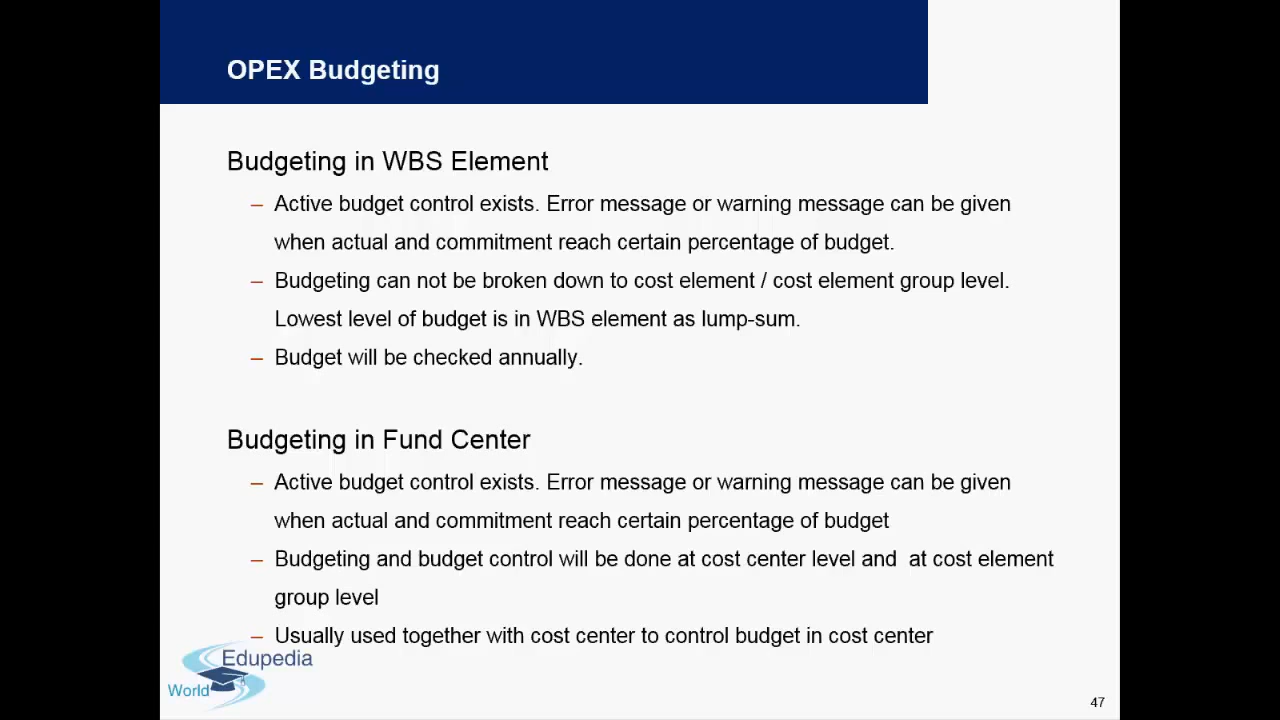 OPEX Budgeting
Budgeting in WBS Element
– Active budget control exists. Error message or warning message can be given
when actual and commitment reach certain percentage of budget.
– Budgeting can not be broken down to cost element / cost element group level.
Lowest level of budget is in WBS element as lump-sum.
– Budget will be checked annually.
Budgeting in Fund Center
– Active budget control exists. Error message or warning message can be given
when actual and commitment reach certain percentage of budget
– Budgeting and budget control will be done at cost center level and  at cost element
group level
– Usually used together with cost center to control budget in cost center
Edupedia
World
47